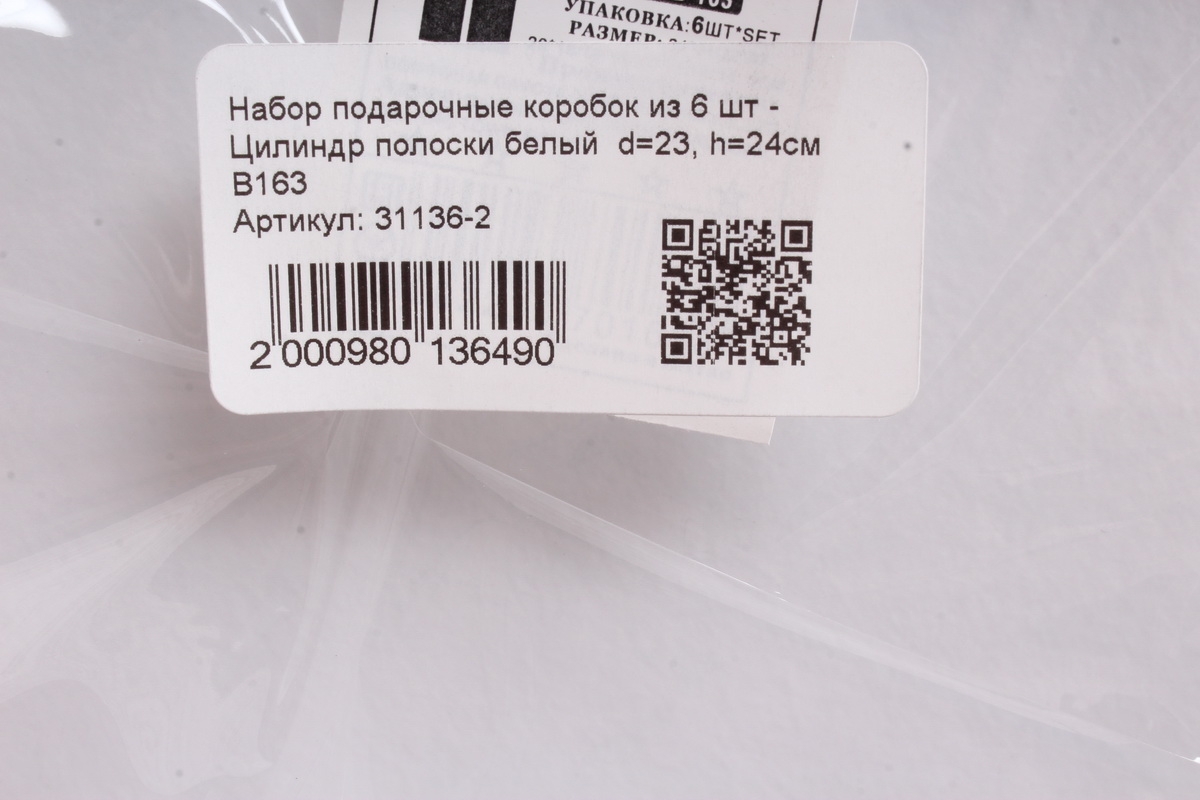 УПАКОВКА:6ШТ*SET
РАЗМЕР:
Набор подарочные коробок из 6 шт -
Цилиндр полоски белый d=23, h=24см
B163
Артикул: 31136-2
2 000980 136490